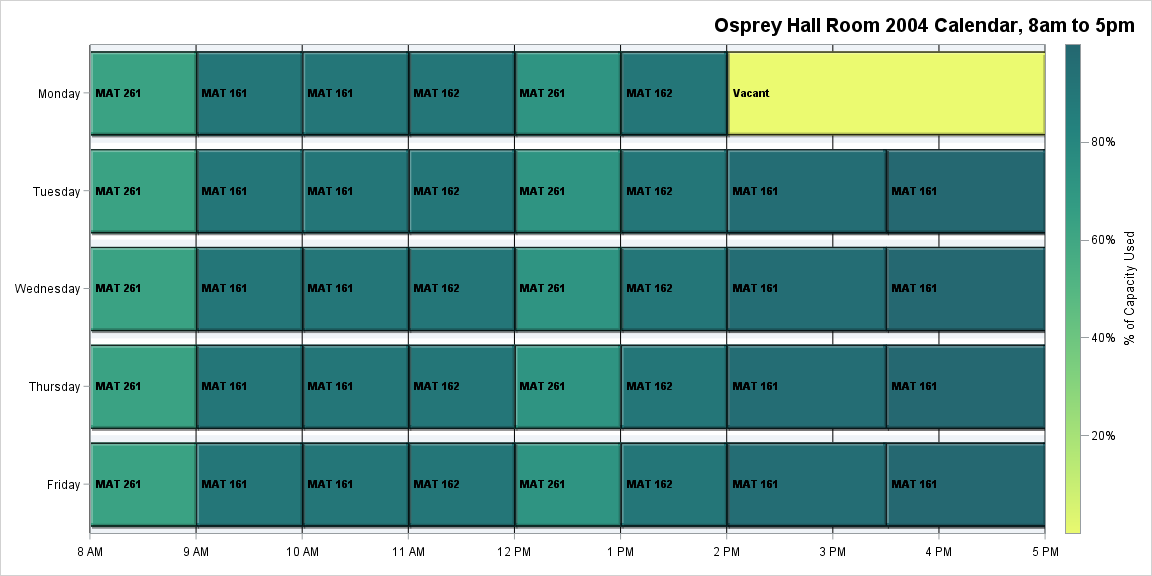 Osprey Hall Room 2004 Calendar, 8am to 5pm
Monday
MAT 261 MAT 161 MAT 161 MAT 162 MAT 261 MAT 162 Vacant
Tuesday
MAT 261 MAT 161 MAT 161 MAT 162 MAT 261 MAT 162 MAT 161 MAT 161
Wednesday
MAT 261 MAT 161 MAT 161 MAT 162 MAT 261 MAT 162 MAT 161 MAT 161
Thursday
MAT 261 MAT 161 MAT 161 MAT 162 MAT 261 MAT 162 MAT 161 MAT 161
Friday
MAT 261 MAT 161 MAT 161 MAT 162 MAT 261 MAT 162 MAT 161 MAT 161
8 AM 9 AM 10 AM 11 AM 12 PM 1 PM 2 PM 3 PM 4 PM 5 PM
80%
60%
40%
20%
% of Capacity Used